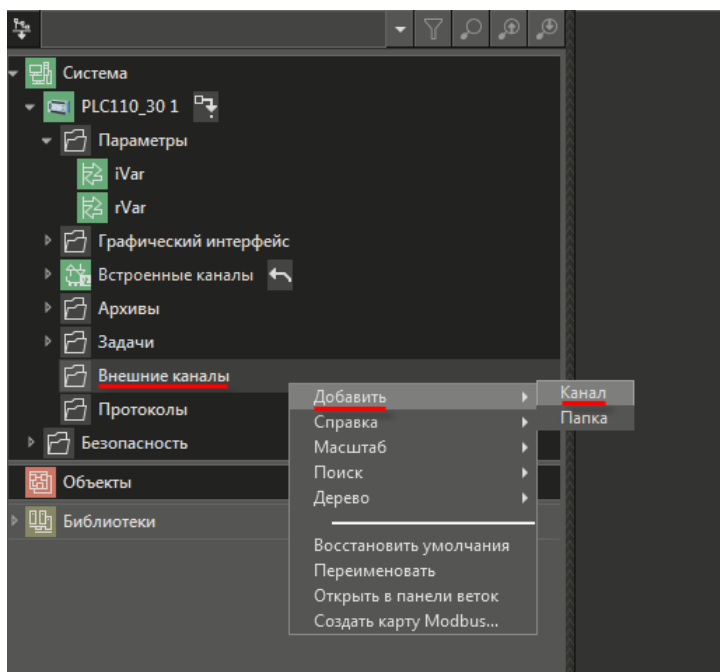 Система
PLC110_30 1
Параметры
iVar
rVar
Графический интерфейс
Встроенные каналы
Архивы
Задачи
Внешние каналы
Протоколы
Безопасность
Объекты
Библиотеки
Добавить
Справка
Масштаб
Поиск
Дерево
Восстановить умолчания
Переименовать
Открыть в панели веток
Создать карту Modbus...
Канал
Папка